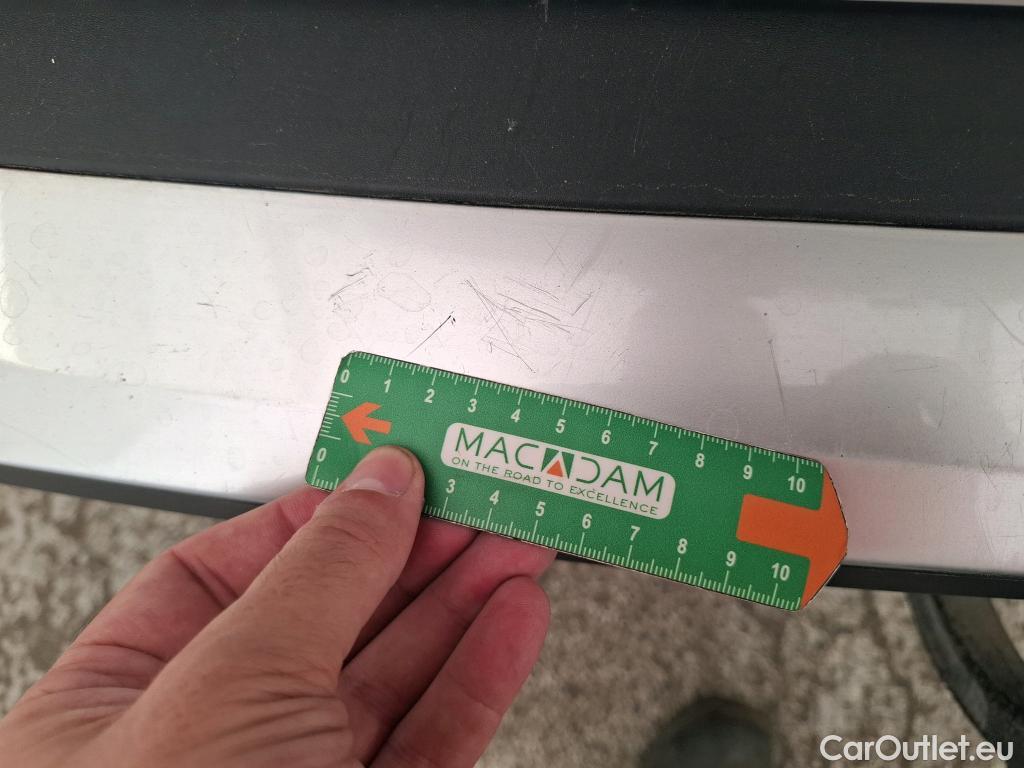 0 1 2 3 4 5 6 7 8 9 10
MACADAM
ON THE ROAD TO EXCELLENCE
0 3 4 5 6 7 8 9 10
CarOutlet.eu